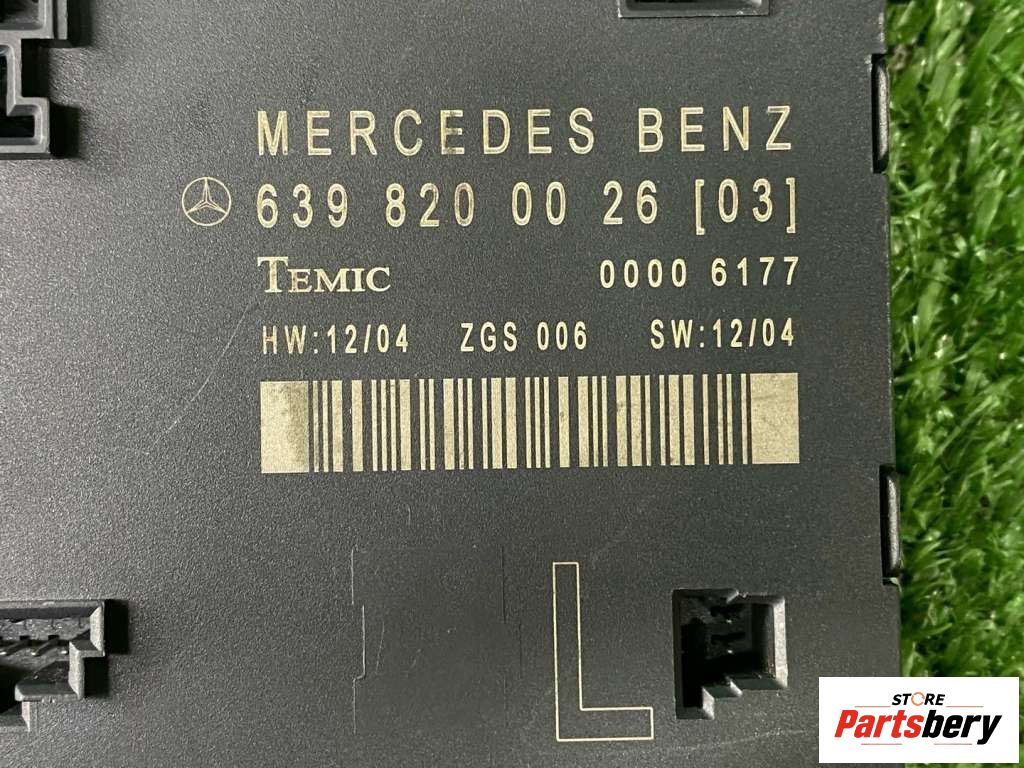 MERCEDES BENZ
639 820 00 26 [03]
TEMIC 0000 6177
HW:12/04 ZGS 006 SW:12/04
L
STORE
Partsbery